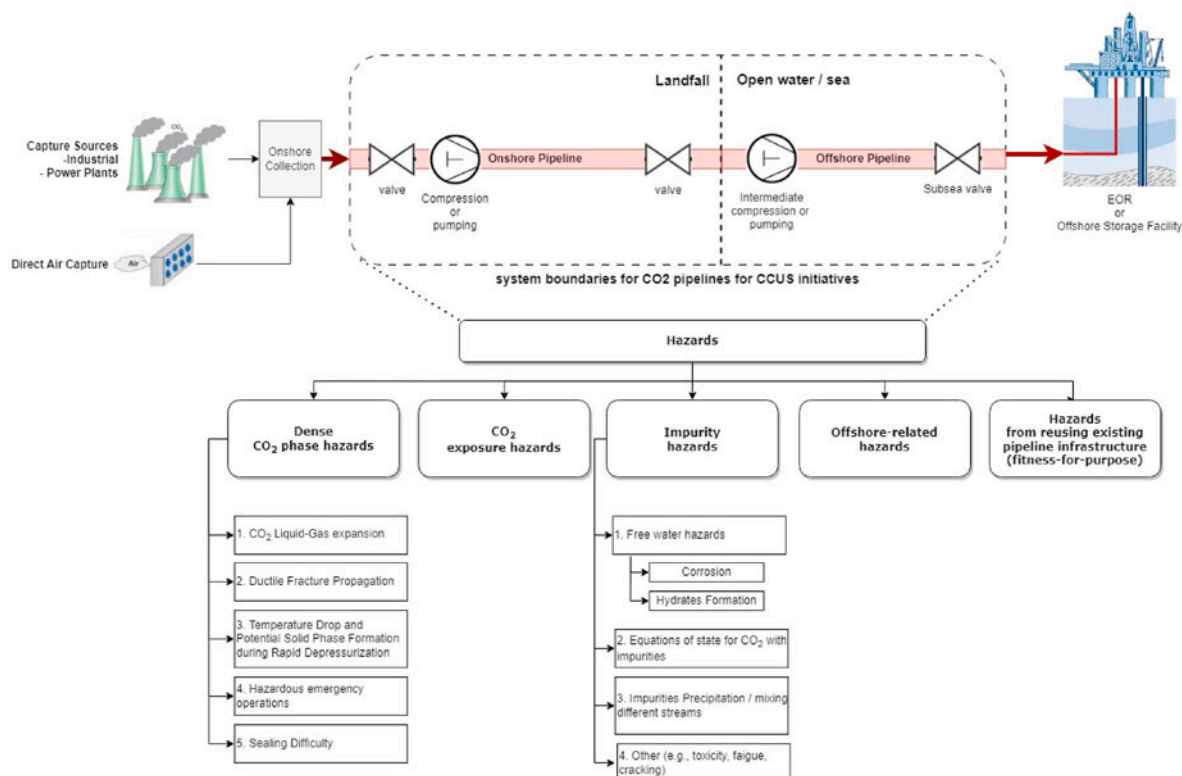 Landfall
Open water / sea
CO2
Capture Sources
-Industrial
- Power Plants
Onshore
Collection
Onshore Pipeline
Offshore Pipeline
valve
Compression
or
pumping
valve
Intermediate
compression or
pumping
Subsea valve
EOR
or
Offshore Storage Facility
Direct Air Capture
Air
system boundaries for CO2 pipelines for CCUS initiatives
Hazards
Dense
CO2 phase hazards
CO2
exposure hazards
Impurity
hazards
Offshore-related
hazards
Hazards
from reusing existing
pipeline infrastructure
(fitness-for-purpose)
1. CO2 Liquid-Gas expansion
2. Ductile Fracture Propagation
3. Temperature Drop and
Potential Solid Phase Formation
during Rapid Depressurization
4. Hazardous emergency
operations
5. Sealing Difficulty
1. Free water hazards
Corrosion
Hydrates Formation
2. Equations of state for CO2 with
impurities
3. Impurities Precipitation / mixing
different streams
4. Other (e.g., toxicity, faigue,
cracking)